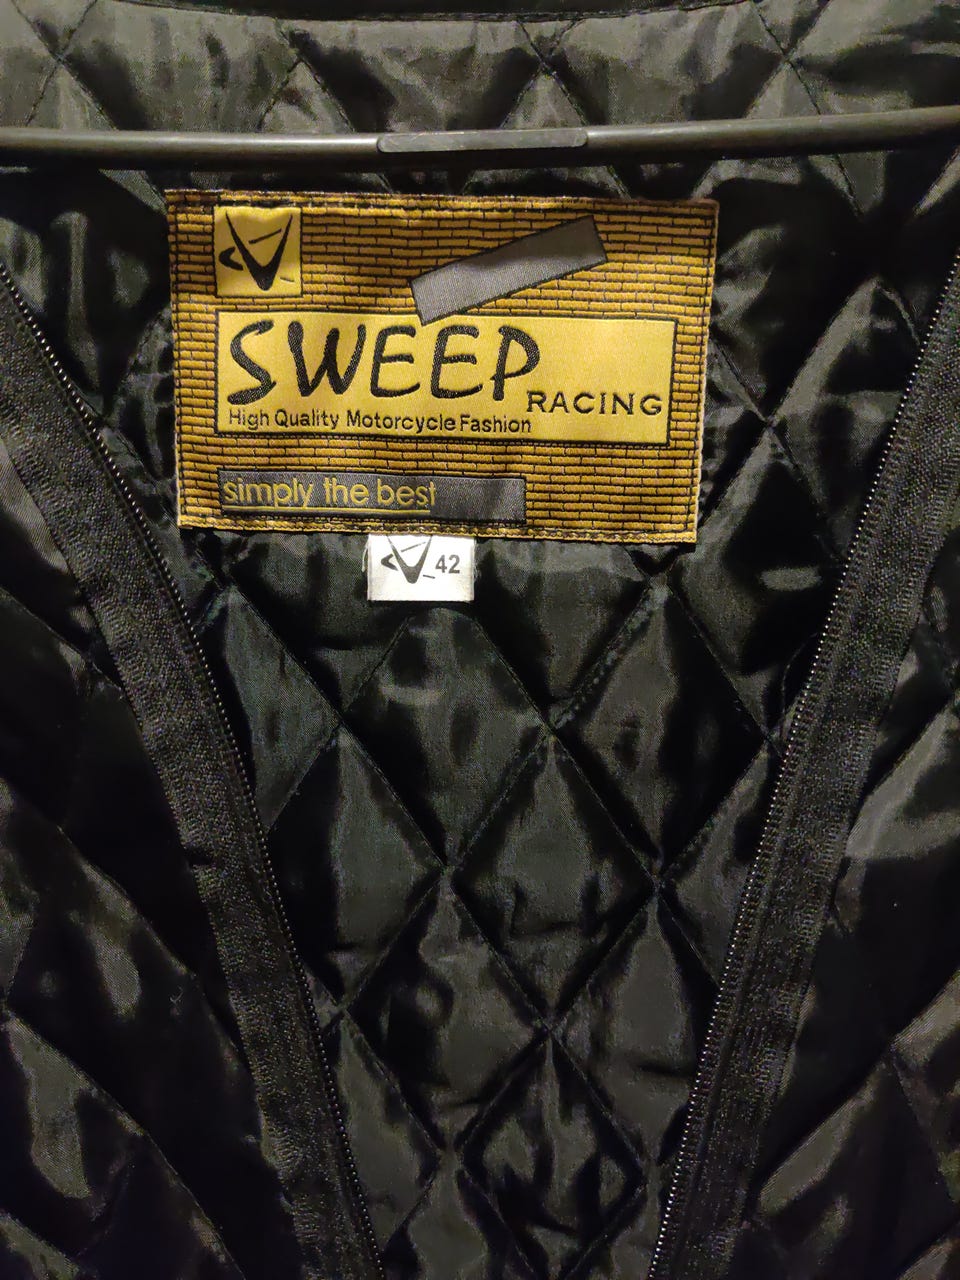 SWEEP
RACING
High Quality Motorcycle Fashion
simply the best
42